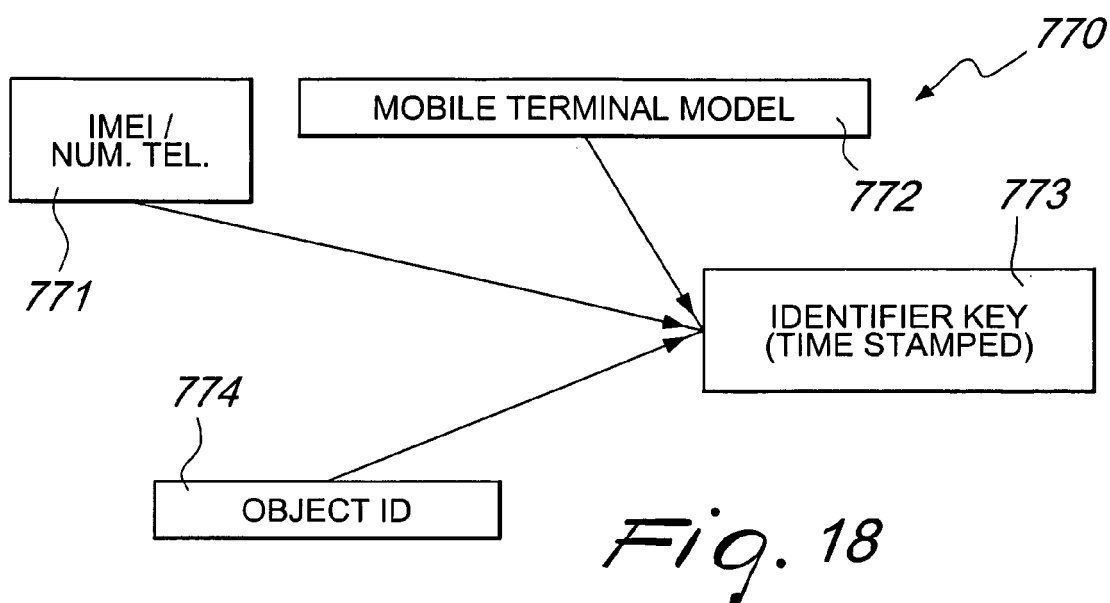 770
IMEI /
NUM. TEL.
MOBILE TERMINAL MODEL
771
772
773
IDENTIFIER KEY
(TIME STAMPED)
774
OBJECT ID
Fig. 18